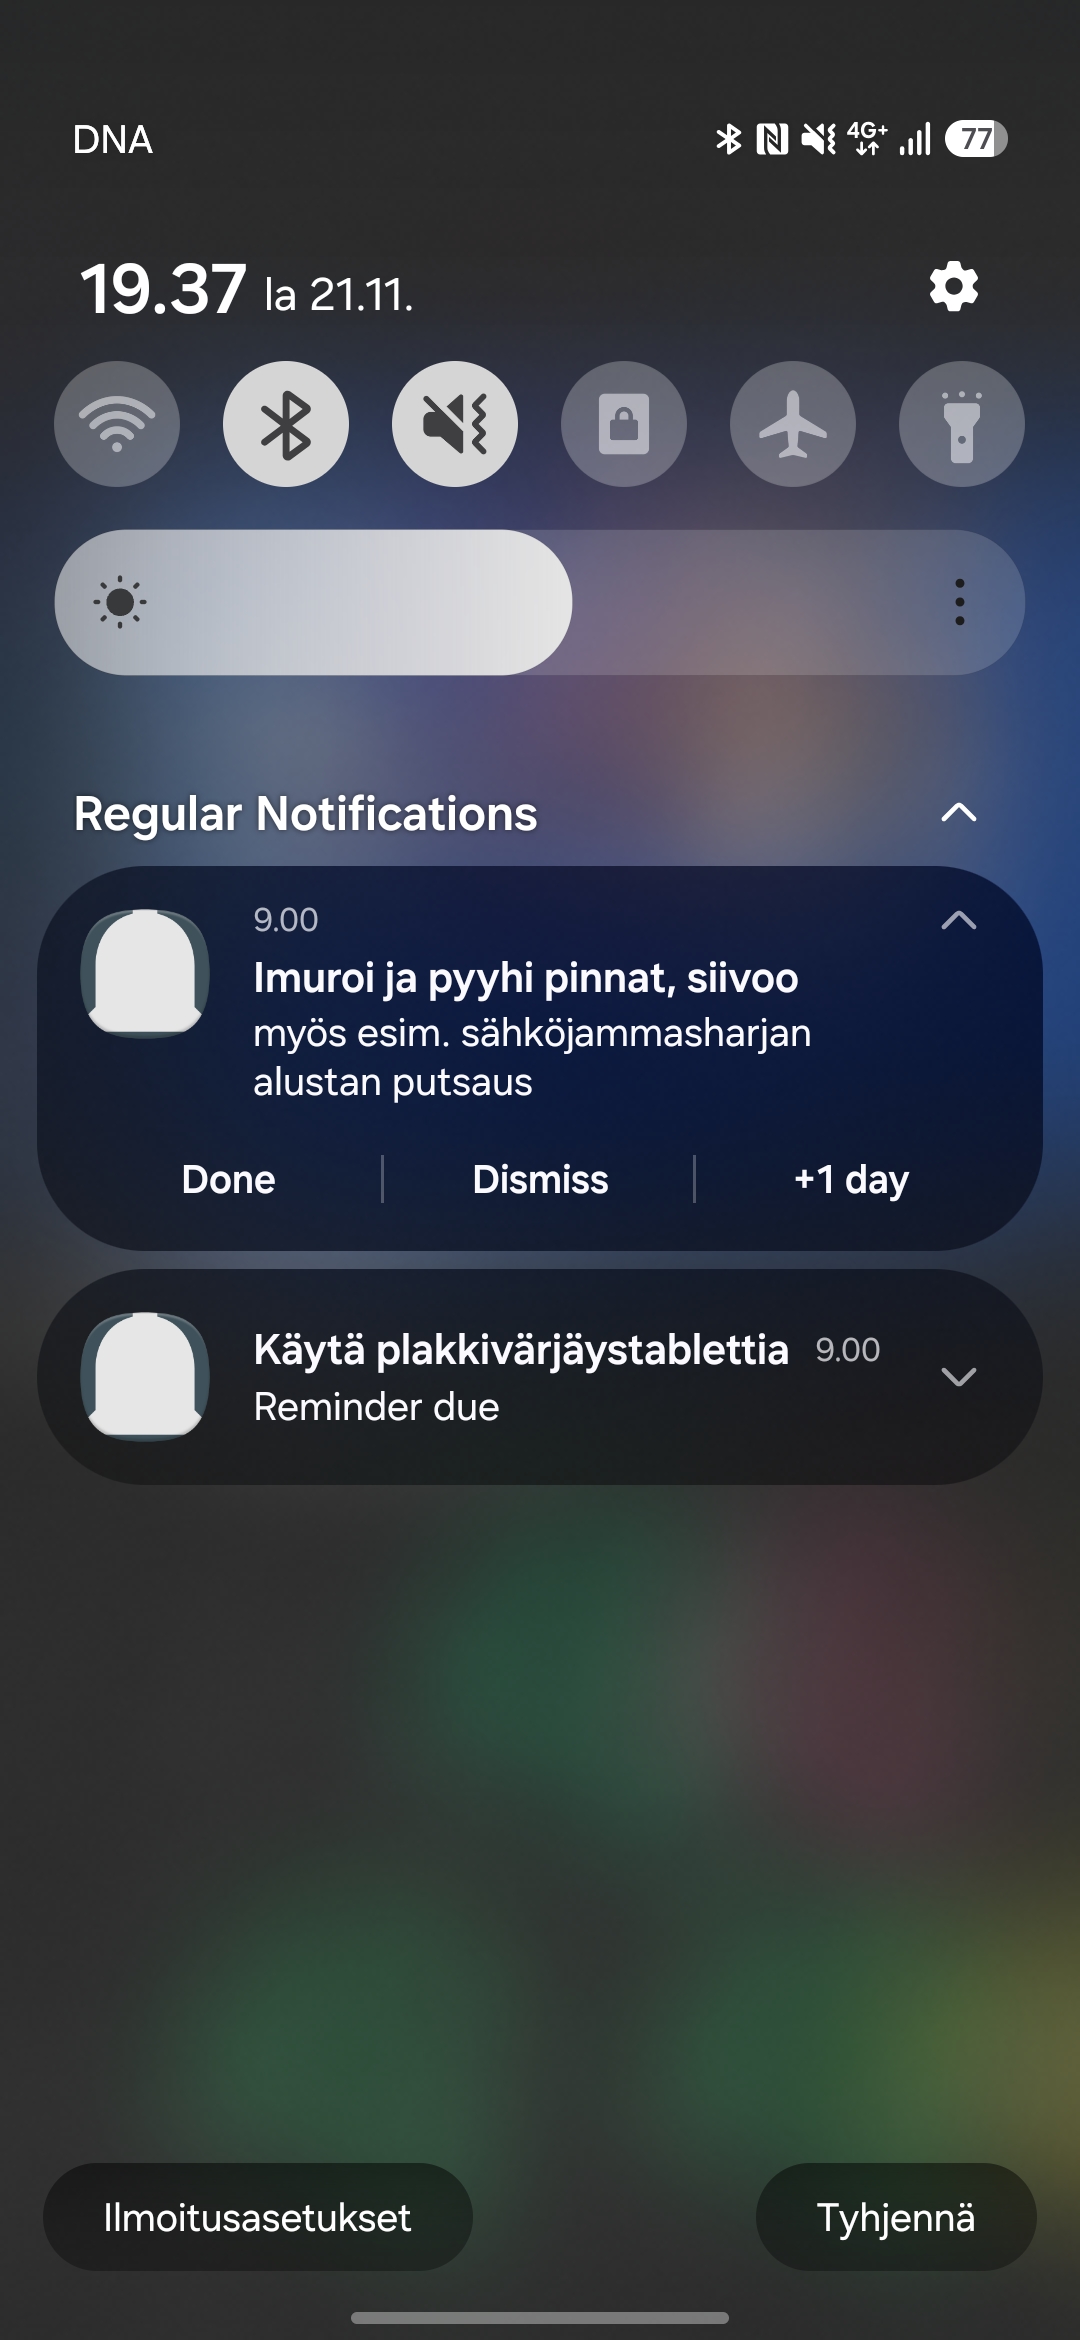 DNA 4G+ 77
19.37 la 21.11.
Regular Notifications
9.00
Imuroi ja pyyhi pinnat, siivoo
myös esim. sähköjammasharjan
alustan putsaus
Done Dismiss +1 day
Käytä plakkivärjäystablettia 9.00
Reminder due
Ilmoitusasetukset Tyhjennä